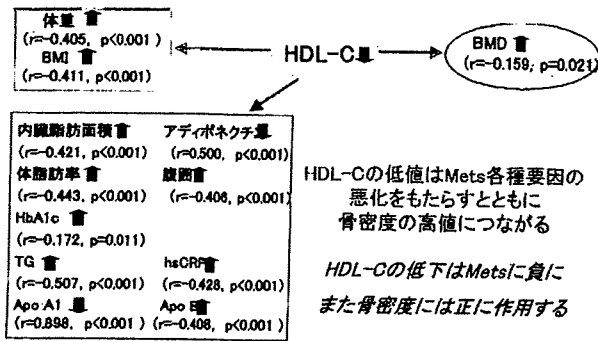 体重⬆
(r=-0.405, p<0.001 )
BMI ⬆
(r=-0.411, p<0.001)
HDL-C⬇
BMD ⬆
(r=-0.159, p=0.021)
内臓脂肪面積⬆ アディポネクチン⬇
(r=-0.421, p<0.001) (r=0.500, p<0.001)
体脂肪率⬆ 腹囲⬆
(r=-0.443, p<0.001) (r=-0.406, p<0.001)
HbA1c ⬆
(r=-0.172, p=0.011)
TG ⬆ hsCRP⬆
(r=-0.507, p<0.001) (r=-0.428, p<0.001)
Apo A1 ⬇ Apo B⬆
(r=0.898, p<0.001 ) (r=-0.408, p<0.001 )
HDL-Cの低値はMets各種要因の
悪化をもたらすとともに
骨密度の高値につながる
HDL-Cの低下はMetsに負に
また骨密度には正に作用する